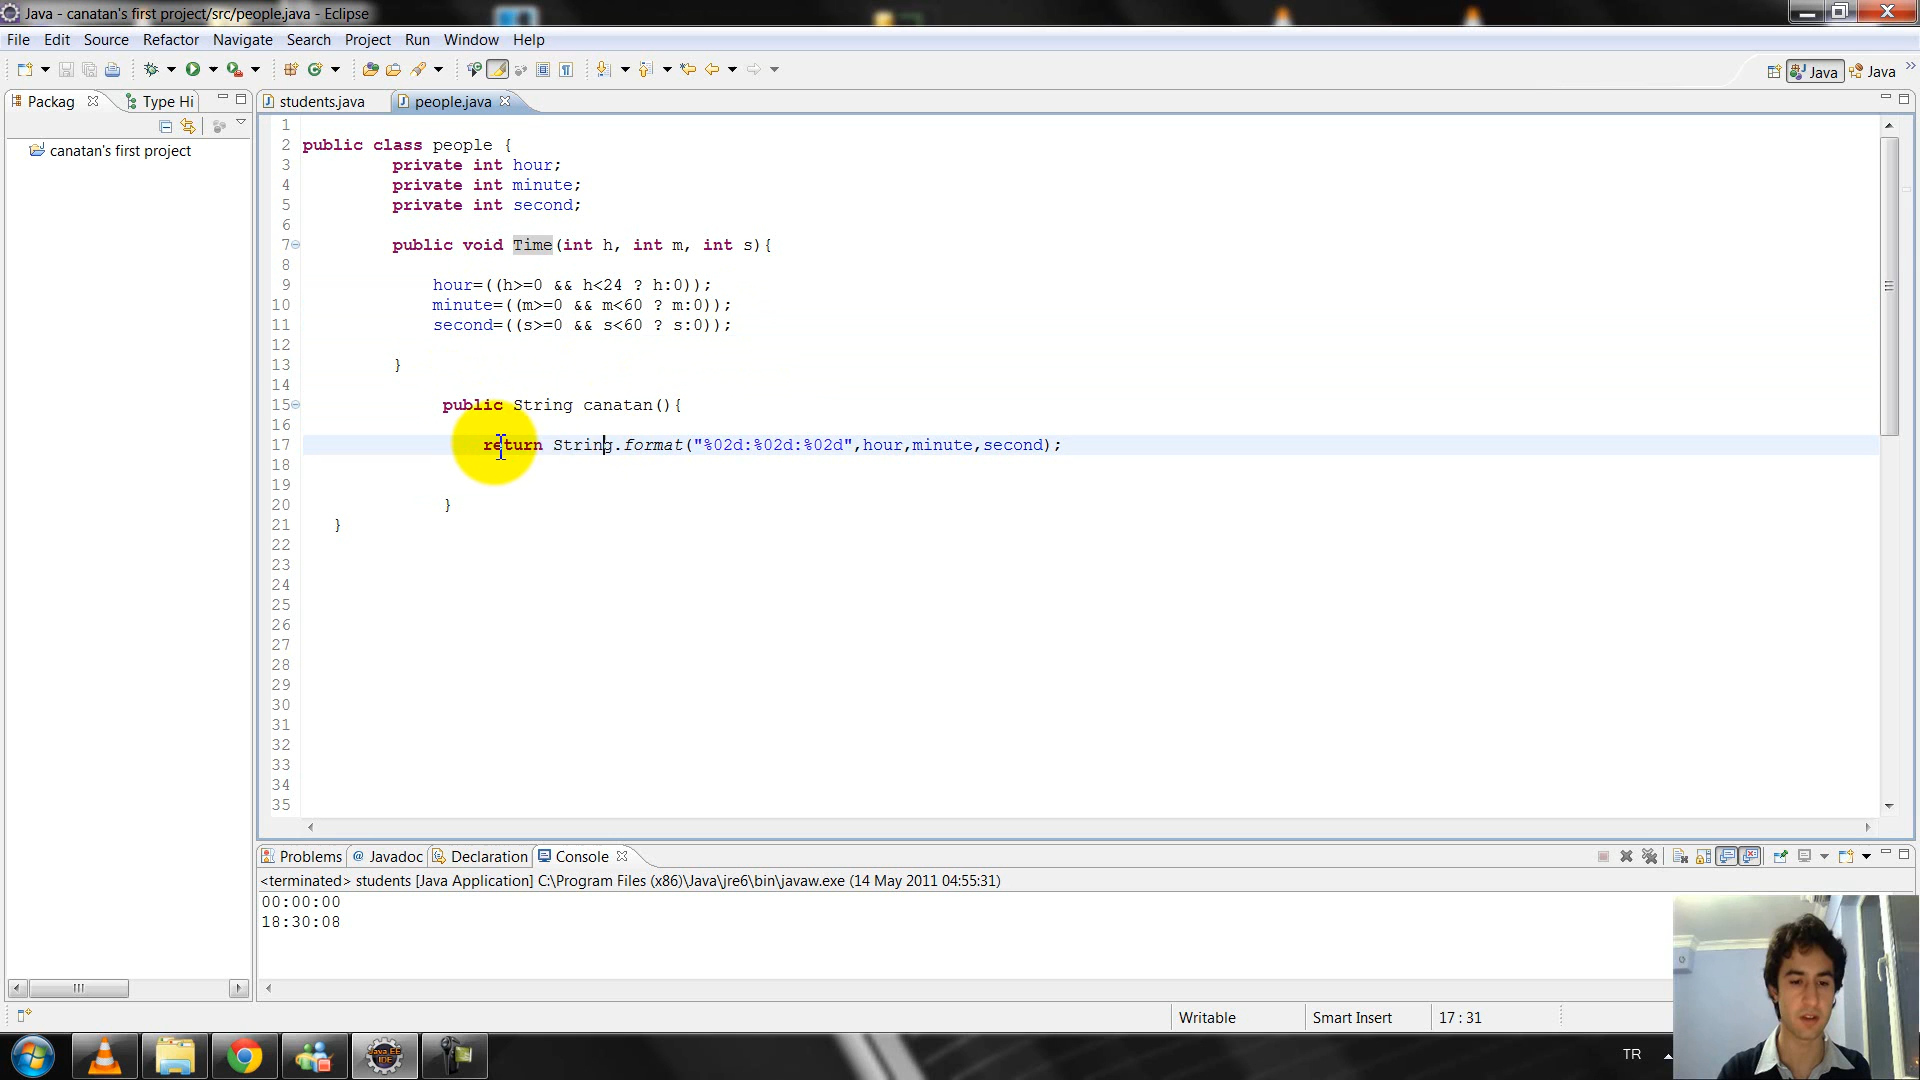 Java - canatan's first project/src/people.java - Eclipse
File Edit Source Refactor Navigate Search Project Run Window Help
Java Java
Packag Type Hi
students.java people.java
canatan's first project
1
2 public class people {
3 private int hour;
4 private int minute;
5 private int second;
6
7 public void Time(int h, int m, int s){
8
9 hour=((h>=0 && h<24 ? h:0));
10 minute=((m>=0 && m<60 ? m:0));
11 second=((s>=0 && s<60 ? s:0));
12
13 }
14
15 public String canatan(){
16
17 return String.format("%02d:%02d:%02d",hour,minute,second);
18
19
20 }
21 }
22
23
24
25
26
27
28
29
30
31
32
33
34
35
Problems @ Javadoc Declaration Console
<terminated> students [Java Application] C:\Program Files (x86)\Java\jre6\bin\javaw.exe (14 May 2011 04:55:31)
00:00:00
18:30:08
Writable Smart Insert 17 : 31
Java EE
IDE
TR